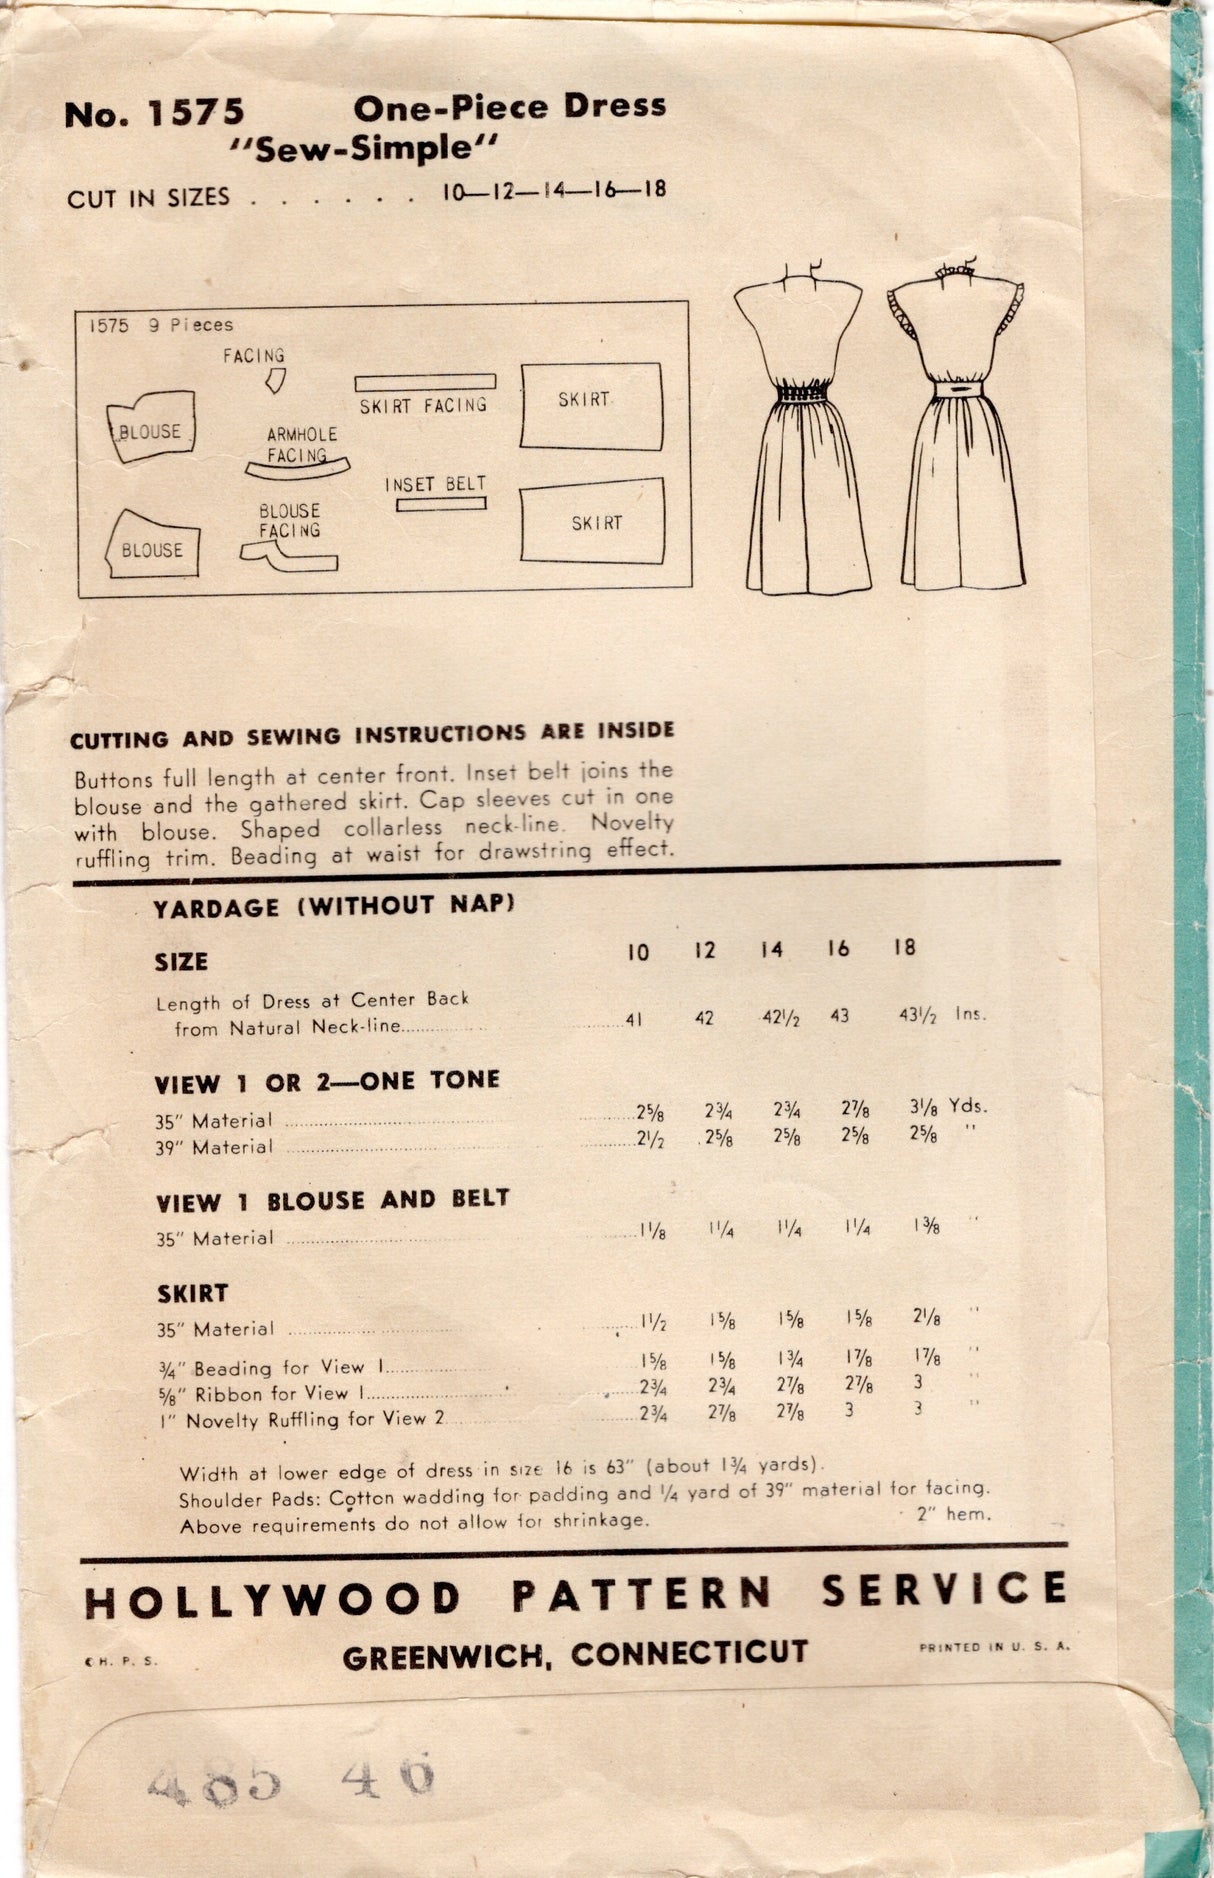 No. 1575 One-Piece Dress
"Sew-Simple"
CUT IN SIZES . . . . . . 10—12—14—16—18
1575 9 Pieces
FACING
SKIRT FACING
SKIRT
BLOUSE
ARMHOLE
FACING
INSET BELT
BLOUSE
FACING
SKIRT
BLOUSE
CUTTING AND SEWING INSTRUCTIONS ARE INSIDE
Buttons full length at center front. Inset belt joins the
blouse and the gathered skirt. Cap sleeves cut in one
with blouse. Shaped collarless neck-line. Novelty
ruffling trim. Beading at waist for drawstring effect.
YARDAGE (WITHOUT NAP)
SIZE 10 12 14 16 18
Length of Dress at Center Back
from Natural Neck-line 41 42 42½ 43 43½ Ins.
VIEW 1 OR 2—ONE TONE
35" Material 2⅝ 2¾ 2¾ 2⅞ 3⅛ Yds.
39" Material 2½ 2⅝ 2⅝ 2⅝ 2⅝ "
VIEW 1 BLOUSE AND BELT
35" Material 1⅛ 1¼ 1¼ 1¼ 1⅜ "
SKIRT
35" Material 1½ 1⅝ 1⅝ 1⅝ 2⅛ "
¾" Beading for View 1 1⅝ 1⅝ 1¾ 1⅞ 1⅞ "
⅝" Ribbon for View 1 2¾ 2¾ 2⅞ 2⅞ 3 "
1" Novelty Ruffling for View 2 2¾ 2⅞ 2⅞ 3 3 "
Width at lower edge of dress in size 16 is 63" (about 1¾ yards).
Shoulder Pads: Cotton wadding for padding and ¼ yard of 39" material for facing.
Above requirements do not allow for shrinkage. 2" hem.
HOLLYWOOD PATTERN SERVICE
© H. P. S. GREENWICH, CONNECTICUT PRINTED IN U. S. A.
485 46